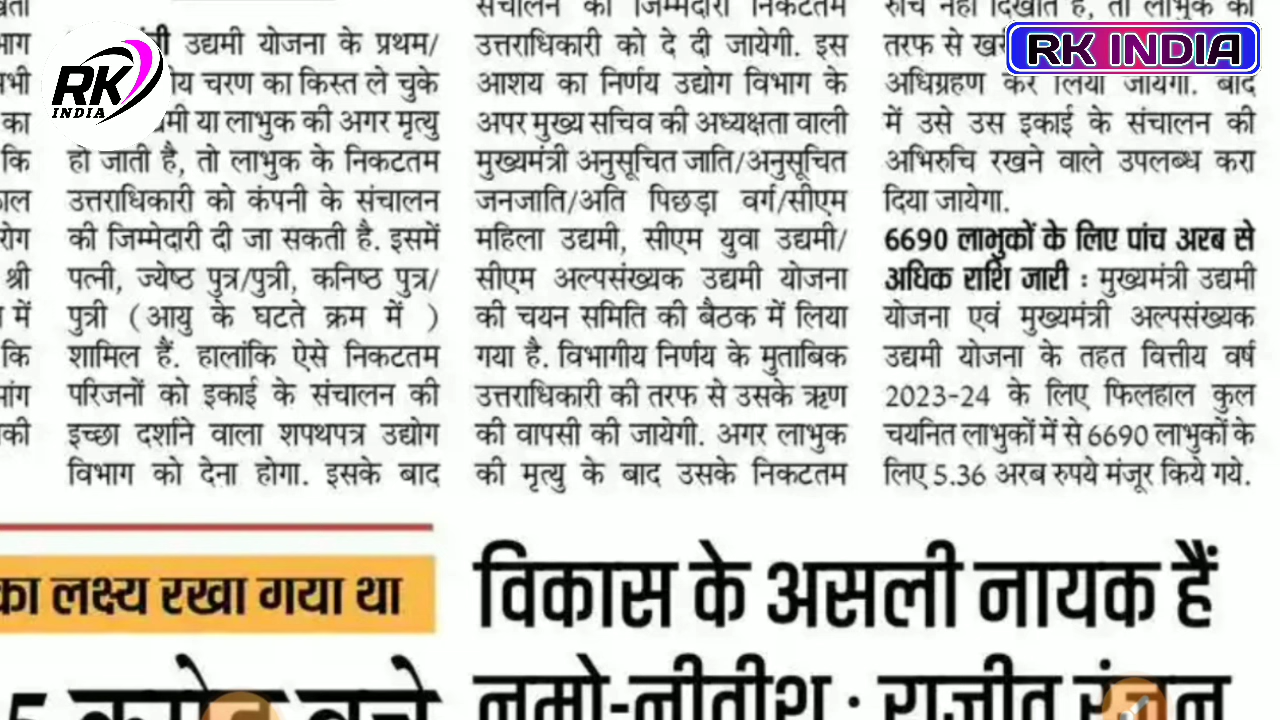 RK
INDIA
RK INDIA
भाग
का
कि
रोग
श्री
में
कि
की
उद्यमी योजना के प्रथम/
चरण का किस्त ले चुके
या लाभुक की अगर मृत्यु
हो जाती है, तो लाभुक के निकटतम
उत्तराधिकारी को कंपनी के संचालन
की जिम्मेदारी दी जा सकती है. इसमें
पत्नी, ज्येष्ठ पुत्र/पुत्री, कनिष्ठ पुत्र/
पुत्री ( आयु के घटते क्रम में )
शामिल हैं. हालांकि ऐसे निकटतम
परिजनों को इकाई के संचालन की
इच्छा दर्शाने वाला शपथपत्र उद्योग
विभाग को देना होगा. इसके बाद
संचालन की जिम्मेदारी निकटतम
उत्तराधिकारी को दे दी जायेगी. इस
आशय का निर्णय उद्योग विभाग के
अपर मुख्य सचिव की अध्यक्षता वाली
मुख्यमंत्री अनुसूचित जाति/अनुसूचित
जनजाति/अति पिछड़ा वर्ग/सीएम
महिला उद्यमी, सीएम युवा उद्यमी/
सीएम अल्पसंख्यक उद्यमी योजना
की चयन समिति की बैठक में लिया
गया है. विभागीय निर्णय के मुताबिक
उत्तराधिकारी की तरफ से उसके ऋण
की वापसी की जायेगी. अगर लाभुक
की मृत्यु के बाद उसके निकटतम
रुचि नहीं दिखाते हैं, तो लाभुक की
तरफ से
अधिग्रहण कर लिया जायेगा. बाद
में उसे उस इकाई के संचालन की
अभिरुचि रखने वाले उपलब्ध करा
दिया जायेगा.
6690 लाभुकों के लिए पांच अरब से
अधिक राशि जारी : मुख्यमंत्री उद्यमी
योजना एवं मुख्यमंत्री अल्पसंख्यक
उद्यमी योजना के तहत वित्तीय वर्ष
2023-24 के लिए फिलहाल कुल
चयनित लाभुकों में से 6690 लाभुकों के
लिए 5.36 अरब रुपये मंजूर किये गये.
का लक्ष्य रखा गया था
विकास के असली नायक हैं
नमो-नीतीश : राजीव रंजन